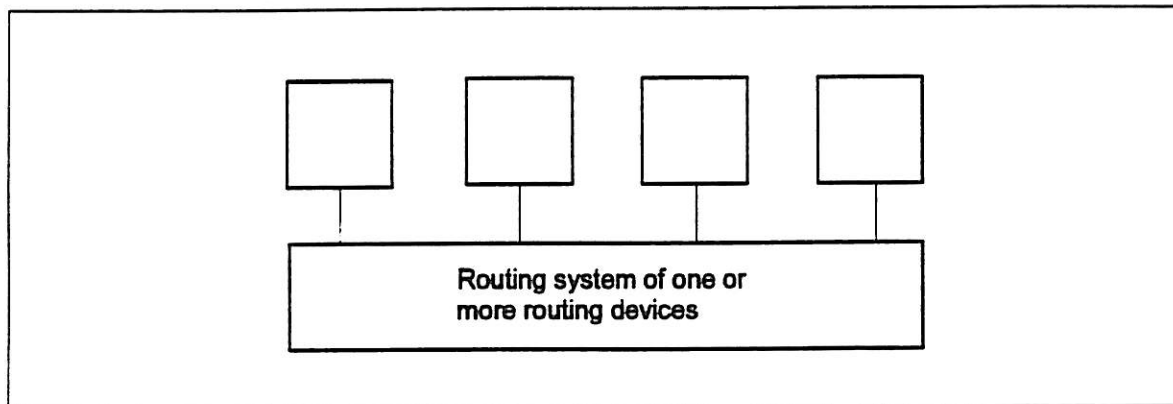 Routing system of one or
more routing devices